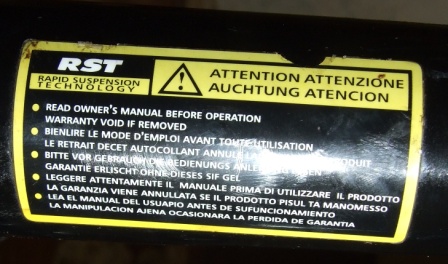 RST
RAPID SUSPENSION
TECHNOLOGY
ATTENTION ATTENZIONE
AUCHTUNG ATENCION
READ OWNER'S MANUAL BEFORE OPERATION
WARRANTY VOID IF REMOVED
BIENLIRE LE MODE D'EMPLOI AVANT TOUTE UTILISATION
LE RETRAIT DECET AUTOCOLLANT ANNULE PRODUIT
BITTE VOR GEBRAUCH DIE BEDIENUNGS
GARANTIE ERLISCHT OHNE DIESES SIF GEL
LEGGERE ATTENTAMENTE IL MANUALE PRIMA DI UTILIZZARE IL PRODOTTO
LA GARANZIA VIENE ANNULLATA SE IL PRODOTTO PISUL TA MANOMESSO
LEA EL MANUAL DEL USUAPIO ANTES DE SUFUNCIONAMIENTO
LA MANIPULACION AJENA OCASIONARA LA PERDIDA DE GARANTIA